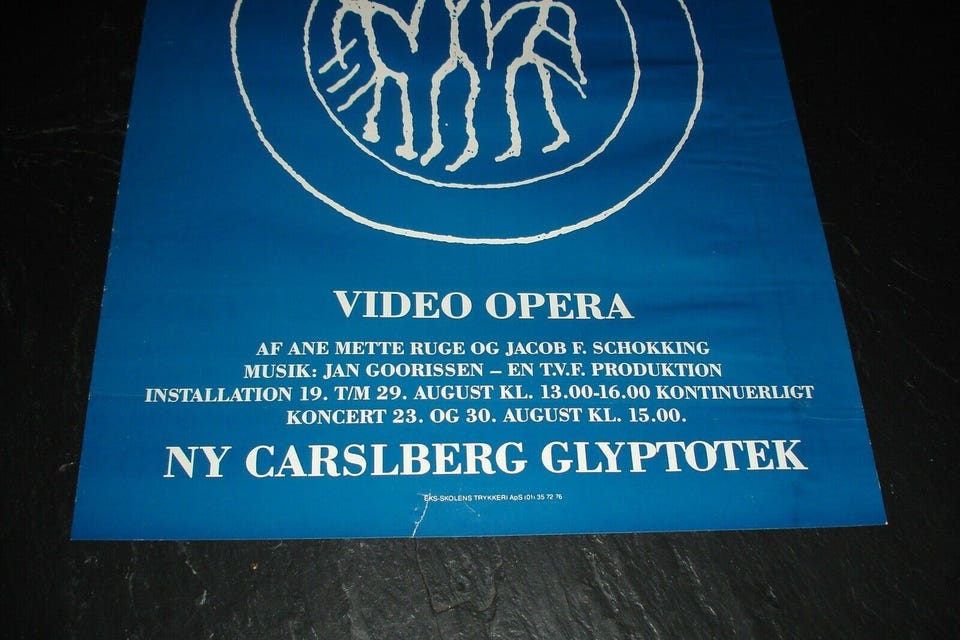 VIDEO OPERA
AF ANE METTE RUGE OG JACOB F. SCHOKKING
MUSIK: JAN GOORISSEN – EN T.V.F. PRODUKTION
INSTALLATION 19. T/M 29. AUGUST KL. 13.00-16.00 KONTINUERLIGT
KONCERT 23. OG 30. AUGUST KL. 15.00.
NY CARSLBERG GLYPTOTEK
EKS-SKOLENS TRYKKERI ApS (01) 35 72 76